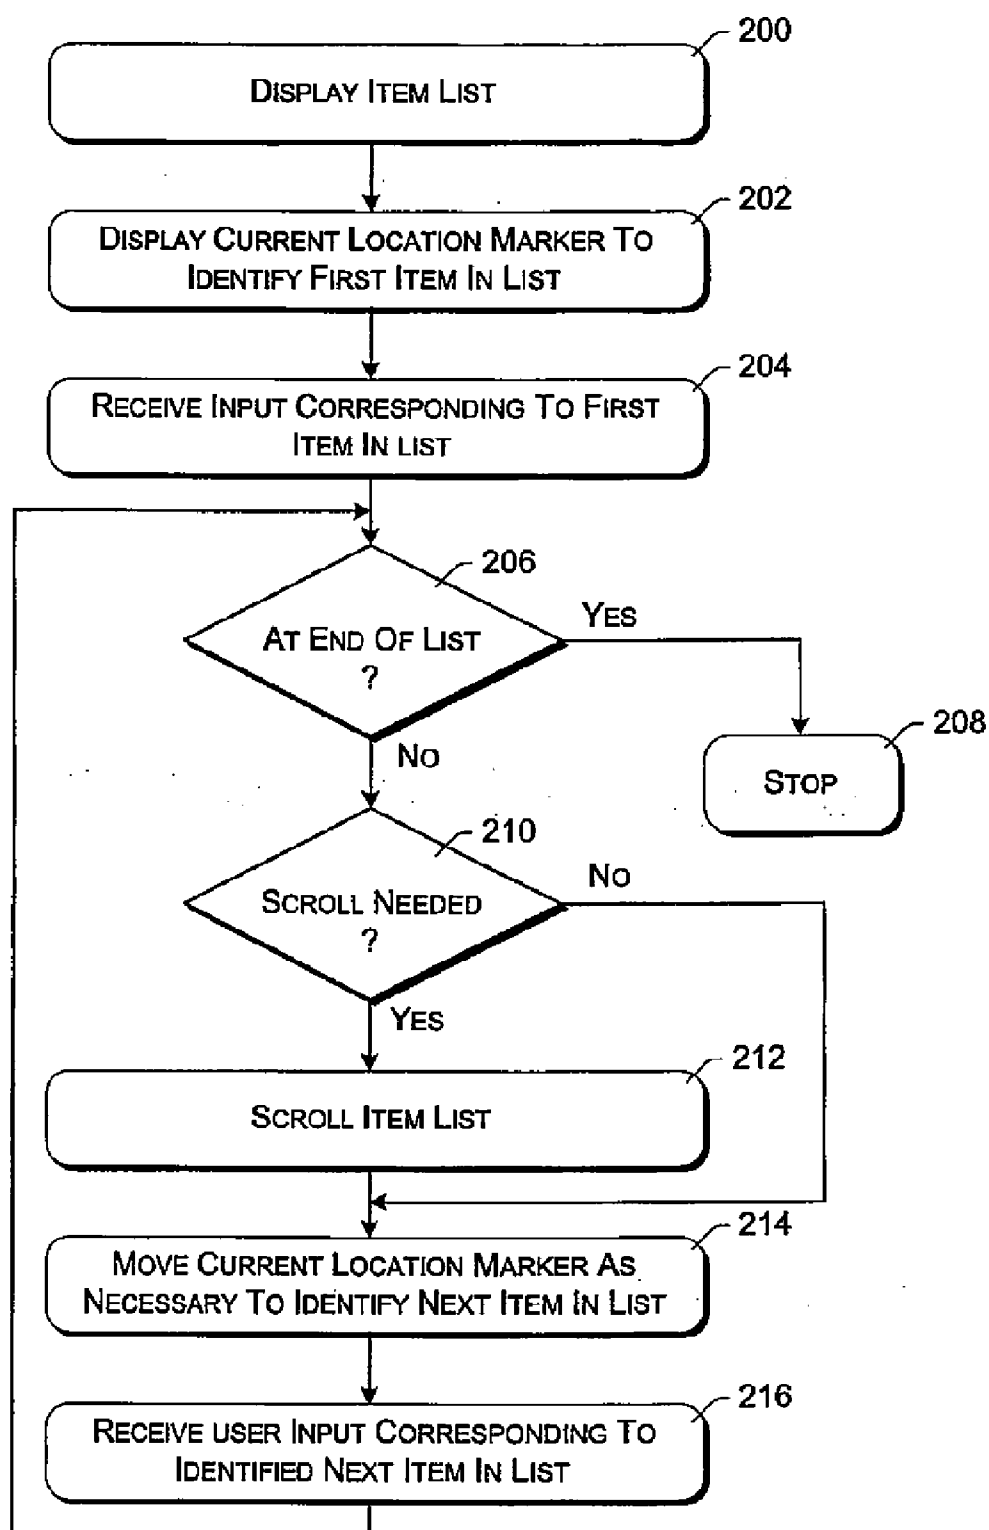 200
DISPLAY ITEM LIST
202
DISPLAY CURRENT LOCATION MARKER TO
IDENTIFY FIRST ITEM IN LIST
204
RECEIVE INPUT CORRESPONDING TO FIRST
ITEM IN LIST
206
YES
AT END OF LIST
?
208
NO
STOP
210
NO
SCROLL NEEDED
?
YES
212
SCROLL ITEM LIST
214
MOVE CURRENT LOCATION MARKER AS
NECESSARY TO IDENTIFY NEXT ITEM IN LIST
216
RECEIVE USER INPUT CORRESPONDING TO
IDENTIFIED NEXT ITEM IN LIST